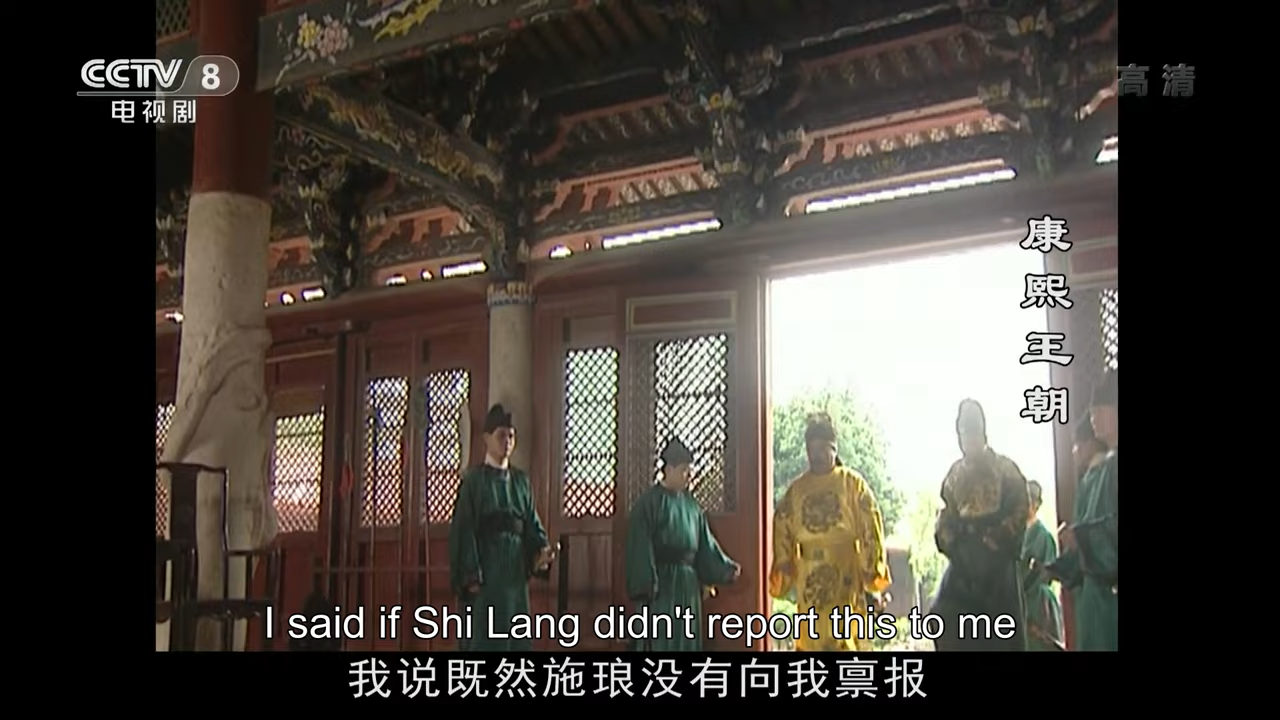 CCTV 8
电视剧
高清
康熙王朝
I said if Shi Lang didn't report this to me
我说既然施琅没有向我禀报